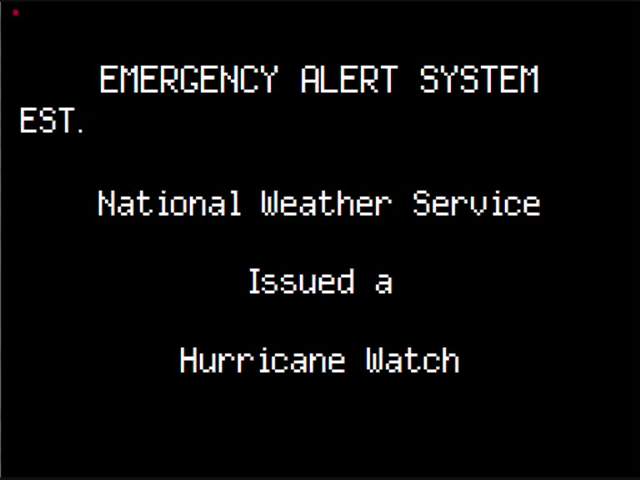 EMERGENCY ALERT SYSTEM
EST.
National Weather Service
Issued a
Hurricane Watch